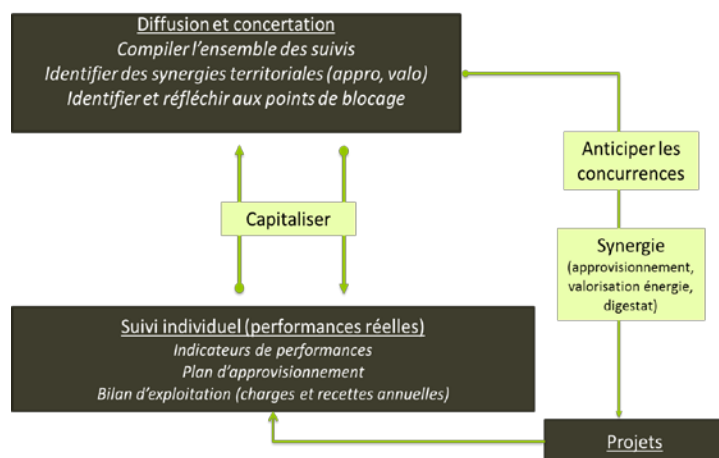 Diffusion et concertation
Compiler l'ensemble des suivis
Identifier des synergies territoriales (appro, valo)
Identifier et réfléchir aux points de blocage
Anticiper les
concurrences
Capitaliser
Synergie
(approvisionnement,
valorisation énergie,
digestat)
Suivi individuel (performances réelles)
Indicateurs de performances
Plan d'approvisionnement
Bilan d'exploitation (charges et recettes annuelles)
Projets